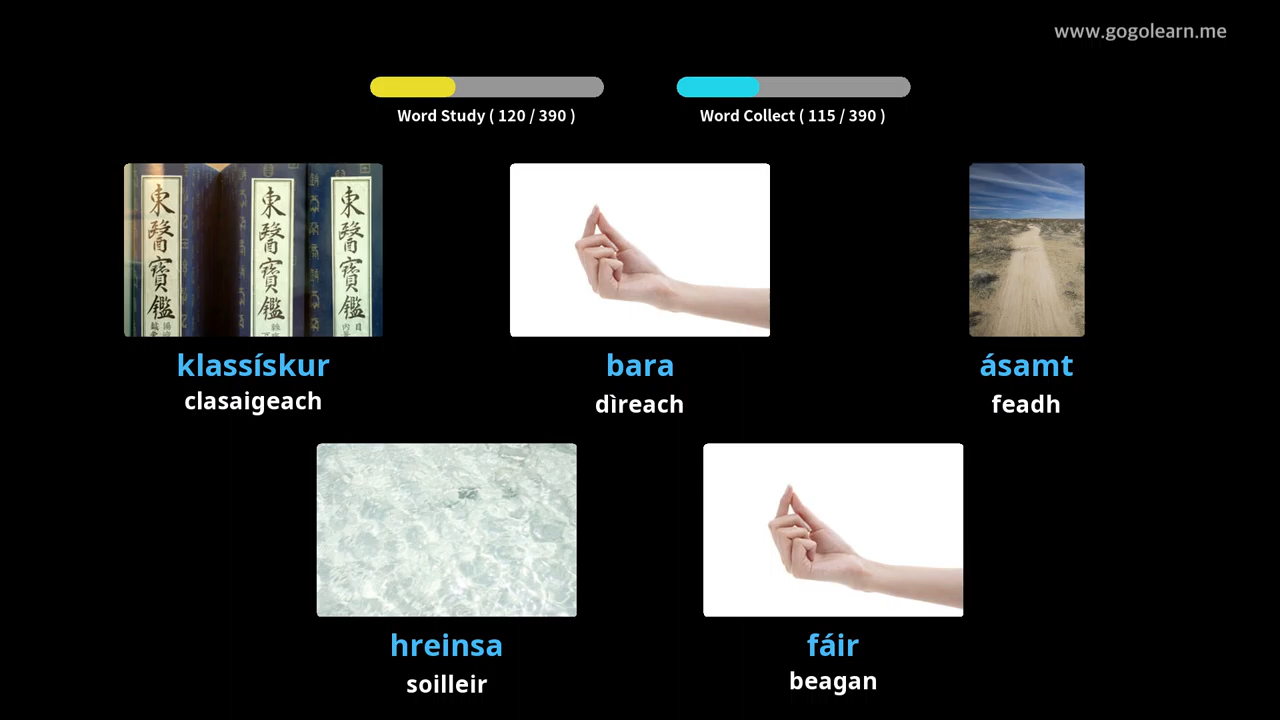 www.gogolearn.me
Word Study ( 120 / 390 )
Word Collect ( 115 / 390 )
東醫寶鑑
東醫寶鑑
東醫寶鑑
klassískur
clasaigeach
bara
dìreach
ásamt
feadh
hreinsa
soilleir
fáir
beagan